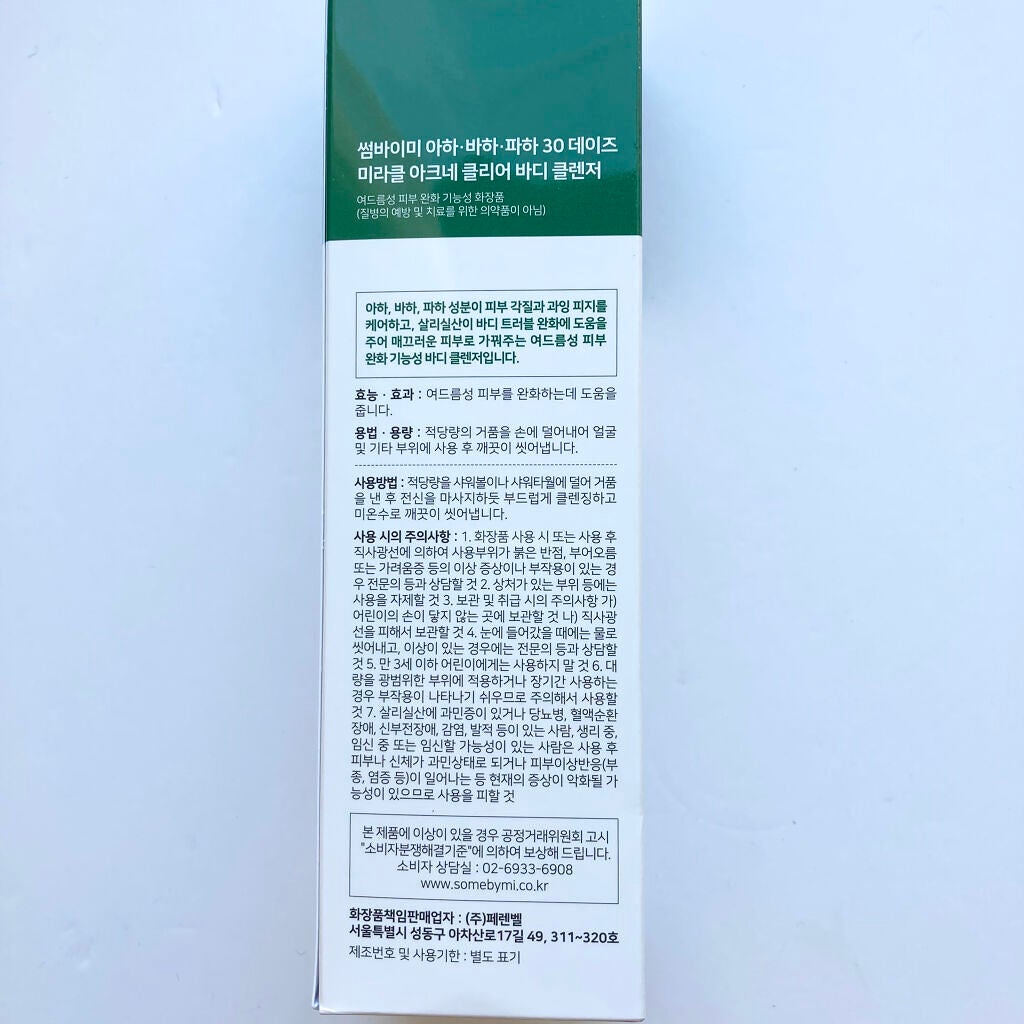 썸바이미 아하·바하·파하 30 데이즈
미라클 아크네 클리어 바디 클렌저
여드름성 피부 완화 기능성 화장품
(질병의 예방 및 치료를 위한 의약품이 아님)
아하, 바하, 파하 성분이 피부 각질과 과잉 피지를
케어하고, 살리실산이 바디 트러블 완화에 도움을
주어 매끄러운 피부로 가꿔주는 여드름성 피부
완화 기능성 바디 클렌저입니다.
효능 · 효과 : 여드름성 피부를 완화하는데 도움을
줍니다.
용법 · 용량 : 적당량의 거품을 손에 덜어내어 얼굴
및 기타 부위에 사용 후 깨끗이 씻어냅니다.
사용방법 : 적당량을 샤워볼이나 샤워타월에 덜어 거품
을 낸 후 전신을 마사지하듯 부드럽게 클렌징하고
미온수로 깨끗이 씻어냅니다.
사용 시의 주의사항 : 1. 화장품 사용 시 또는 사용 후
직사광선에 의하여 사용부위가 붉은 반점, 부어오름
또는 가려움증 등의 이상 증상이나 부작용이 있는 경
우 전문의 등과 상담할 것 2. 상처가 있는 부위 등에는
사용을 자제할 것 3. 보관 및 취급 시의 주의사항 가)
어린이의 손이 닿지 않는 곳에 보관할 것 나) 직사광
선을 피해서 보관할 것 4. 눈에 들어갔을 때에는 물로
씻어내고, 이상이 있는 경우에는 전문의 등과 상담할
것 5. 만 3세 이하 어린이에게는 사용하지 말 것 6. 대
량을 광범위한 부위에 적용하거나 장기간 사용하는
경우 부작용이 나타나기 쉬우므로 주의해서 사용할
것 7. 살리실산에 과민증이 있거나 당뇨병, 혈액순환
장애, 신부전장애, 감염, 발적 등이 있는 사람, 생리 중,
임신 중 또는 임신할 가능성이 있는 사람은 사용 후
피부나 신체가 과민상태로 되거나 피부이상반응(부
종, 염증 등)이 일어나는 등 현재의 증상이 악화될 가
능성이 있으므로 사용을 피할 것
본 제품에 이상이 있을 경우 공정거래위원회 고시
"소비자분쟁해결기준"에 의하여 보상해 드립니다.
소비자 상담실 : 02-6933-6908
www.somebymi.co.kr
화장품책임판매업자 : (주)페렌벨
서울특별시 성동구 아차산로17길 49, 311~320호
제조번호 및 사용기한 : 별도 표기